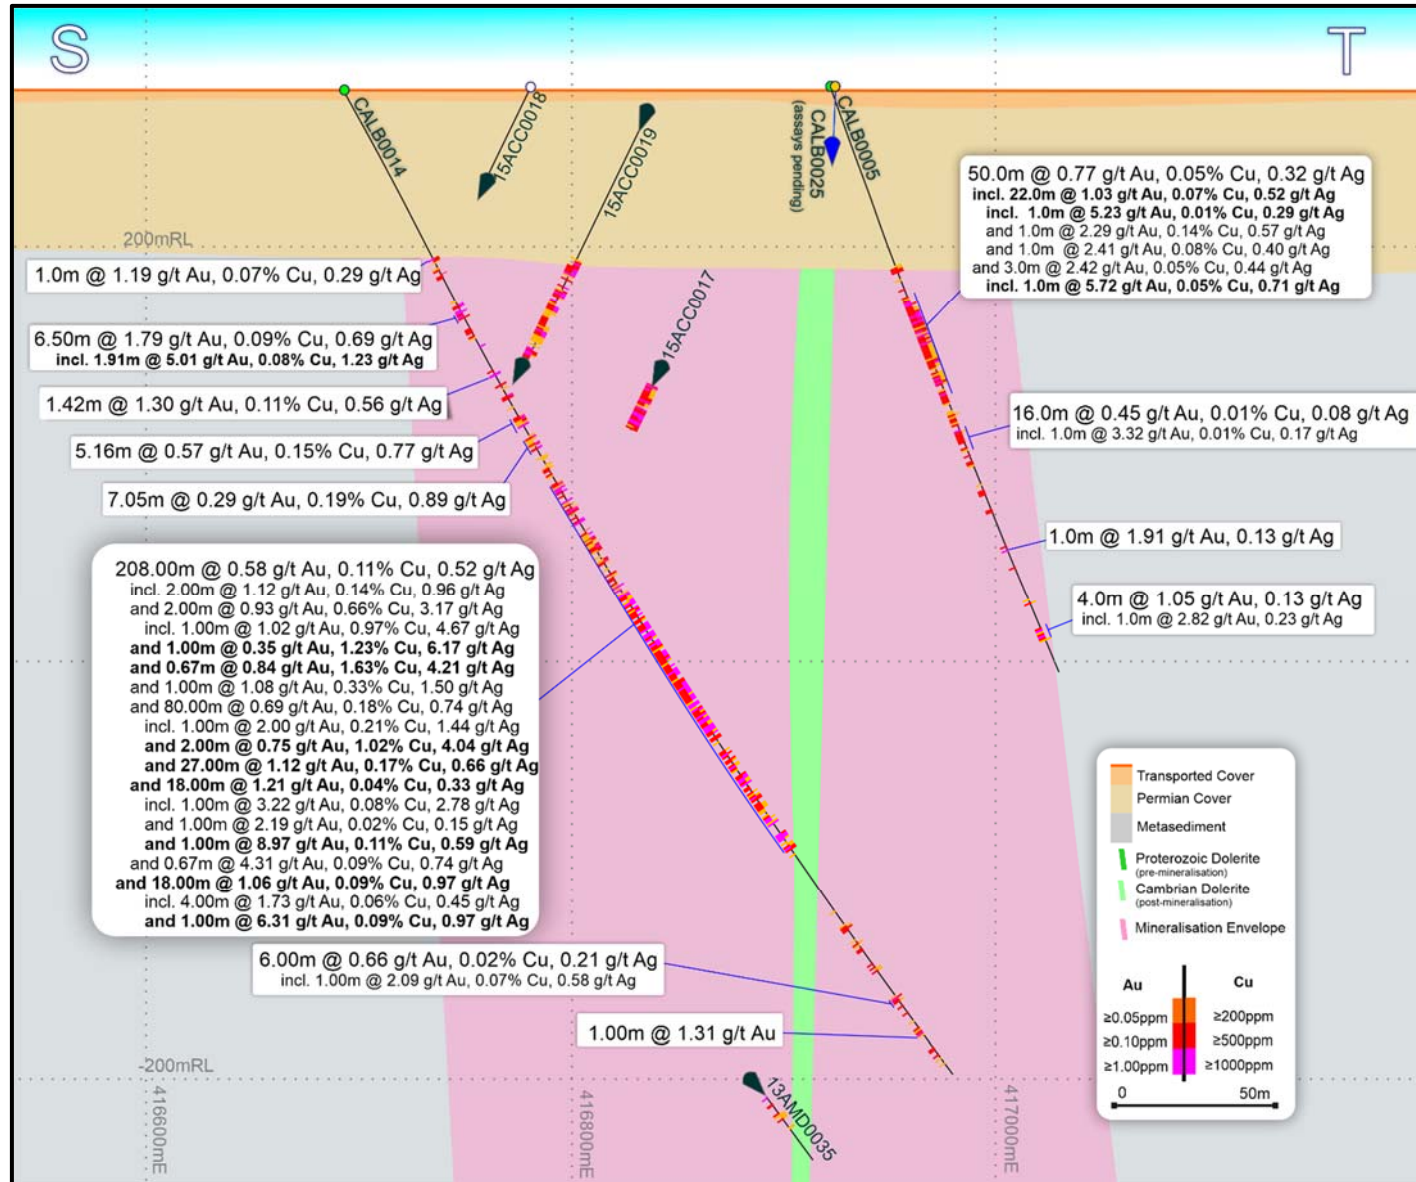 S
T
CALB0014
15ACC0018
15ACC0019
CALB0025
(assays pending)
CALB0005
200mRL
50.0m @ 0.77 g/t Au, 0.05% Cu, 0.32 g/t Ag
incl. 22.0m @ 1.03 g/t Au, 0.07% Cu, 0.52 g/t Ag
incl. 1.0m @ 5.23 g/t Au, 0.01% Cu, 0.29 g/t Ag
and 1.0m @ 2.29 g/t Au, 0.14% Cu, 0.57 g/t Ag
and 1.0m @ 2.41 g/t Au, 0.08% Cu, 0.40 g/t Ag
and 3.0m @ 2.42 g/t Au, 0.05% Cu, 0.44 g/t Ag
incl. 1.0m @ 5.72 g/t Au, 0.05% Cu, 0.71 g/t Ag
1.0m @ 1.19 g/t Au, 0.07% Cu, 0.29 g/t Ag
6.50m @ 1.79 g/t Au, 0.09% Cu, 0.69 g/t Ag
incl. 1.91m @ 5.01 g/t Au, 0.08% Cu, 1.23 g/t Ag
15ACC0017
1.42m @ 1.30 g/t Au, 0.11% Cu, 0.56 g/t Ag
16.0m @ 0.45 g/t Au, 0.01% Cu, 0.08 g/t Ag
incl. 1.0m @ 3.32 g/t Au, 0.01% Cu, 0.17 g/t Ag
5.16m @ 0.57 g/t Au, 0.15% Cu, 0.77 g/t Ag
7.05m @ 0.29 g/t Au, 0.19% Cu, 0.89 g/t Ag
1.0m @ 1.91 g/t Au, 0.13 g/t Ag
4.0m @ 1.05 g/t Au, 0.13 g/t Ag
incl. 1.0m @ 2.82 g/t Au, 0.23 g/t Ag
208.00m @ 0.58 g/t Au, 0.11% Cu, 0.52 g/t Ag
incl. 2.00m @ 1.12 g/t Au, 0.14% Cu, 0.96 g/t Ag
and 2.00m @ 0.93 g/t Au, 0.66% Cu, 3.17 g/t Ag
incl. 1.00m @ 1.02 g/t Au, 0.97% Cu, 4.67 g/t Ag
and 1.00m @ 0.35 g/t Au, 1.23% Cu, 6.17 g/t Ag
and 0.67m @ 0.84 g/t Au, 1.63% Cu, 4.21 g/t Ag
and 1.00m @ 1.08 g/t Au, 0.33% Cu, 1.50 g/t Ag
and 80.00m @ 0.69 g/t Au, 0.18% Cu, 0.74 g/t Ag
incl. 1.00m @ 2.00 g/t Au, 0.21% Cu, 1.44 g/t Ag
and 2.00m @ 0.75 g/t Au, 1.02% Cu, 4.04 g/t Ag
and 27.00m @ 1.12 g/t Au, 0.17% Cu, 0.66 g/t Ag
and 18.00m @ 1.21 g/t Au, 0.04% Cu, 0.33 g/t Ag
incl. 1.00m @ 3.22 g/t Au, 0.08% Cu, 2.78 g/t Ag
and 1.00m @ 2.19 g/t Au, 0.02% Cu, 0.15 g/t Ag
and 1.00m @ 8.97 g/t Au, 0.11% Cu, 0.59 g/t Ag
and 0.67m @ 4.31 g/t Au, 0.09% Cu, 0.74 g/t Ag
and 18.00m @ 1.06 g/t Au, 0.09% Cu, 0.97 g/t Ag
incl. 4.00m @ 1.73 g/t Au, 0.06% Cu, 0.45 g/t Ag
and 1.00m @ 6.31 g/t Au, 0.09% Cu, 0.97 g/t Ag
6.00m @ 0.66 g/t Au, 0.02% Cu, 0.21 g/t Ag
incl. 1.00m @ 2.09 g/t Au, 0.07% Cu, 0.58 g/t Ag
1.00m @ 1.31 g/t Au
-200mRL
13AMD0035
416600mE
416800mE
417000mE
Transported Cover
Permian Cover
Metasediment
Proterozoic Dolerite
(pre-mineralisation)
Cambrian Dolerite
(post-mineralisation)
Mineralisation Envelope
Au Cu
≥0.05ppm ≥200ppm
≥0.10ppm ≥500ppm
≥1.00ppm ≥1000ppm
0 50m